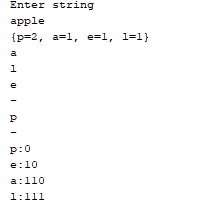 Enter string
apple
{p=2, a=1, e=1, l=1}
a
l
e
-
p
-
p:0
e:10
a:110
l:111